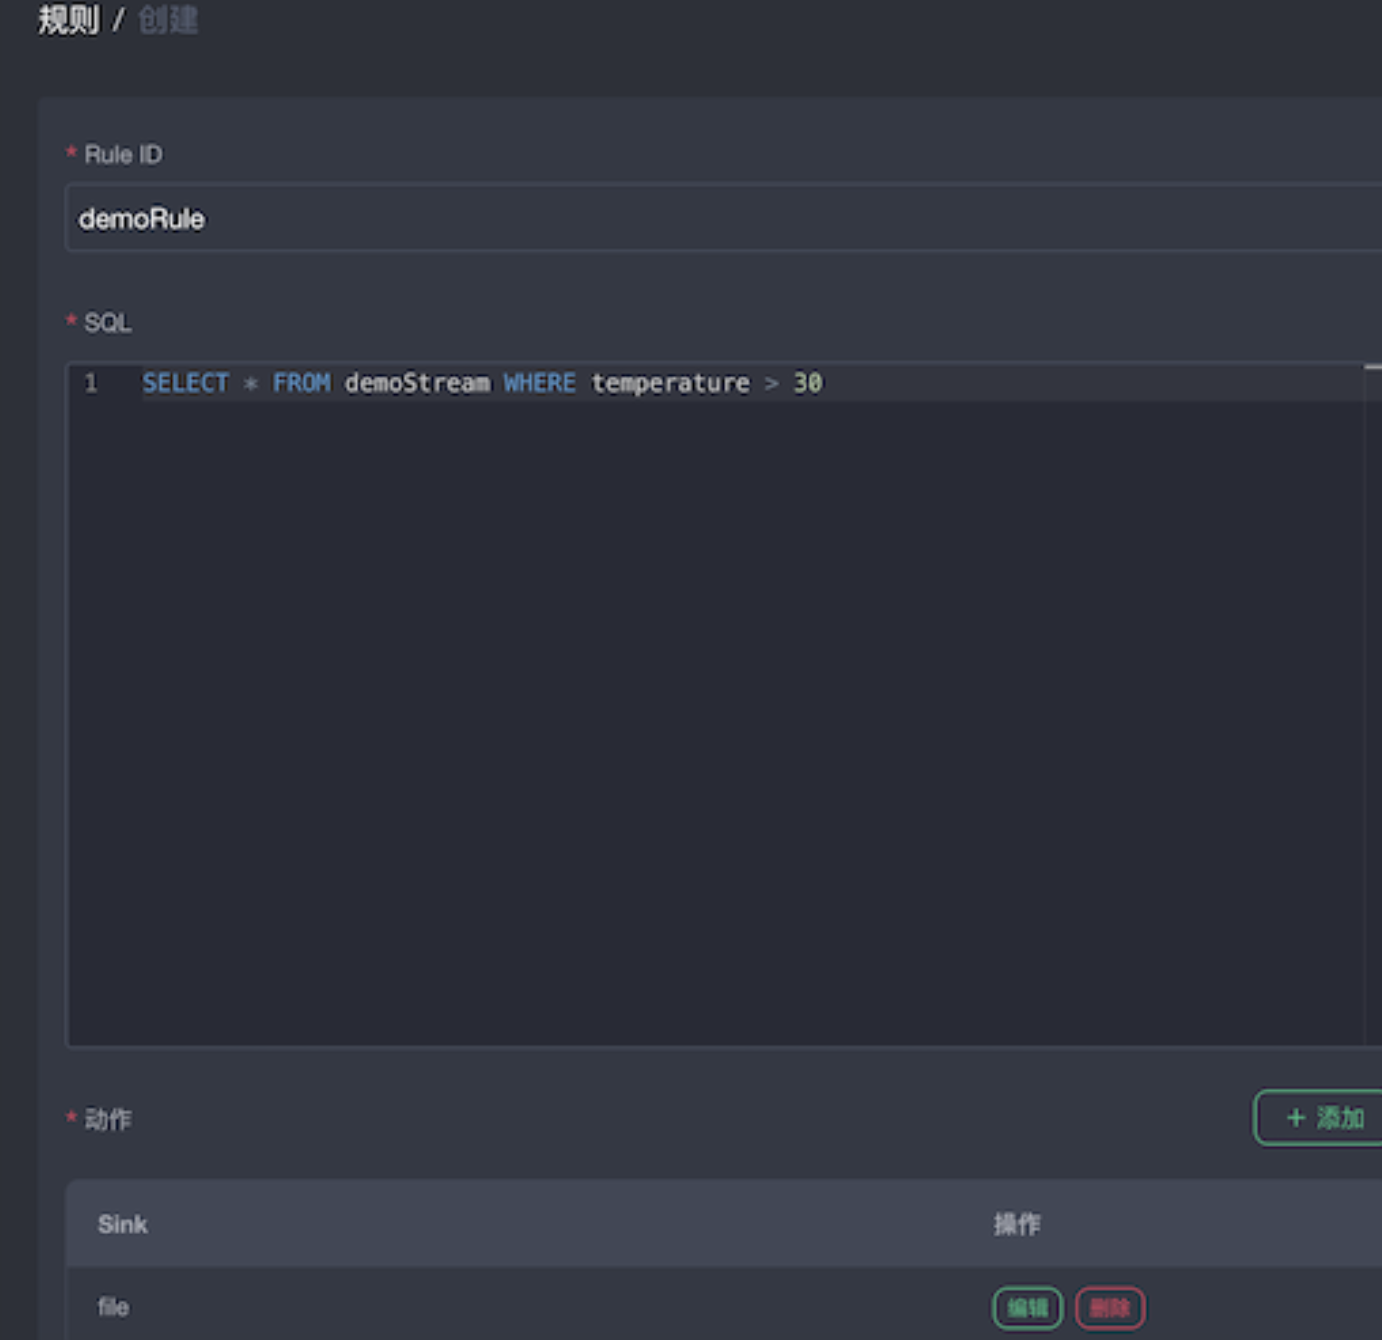 规则 / 创建
* Rule ID
demoRule
* SQL
1 SELECT * FROM demoStream WHERE temperature > 30
* 动作
+ 添加
Sink 操作
file 编辑 删除